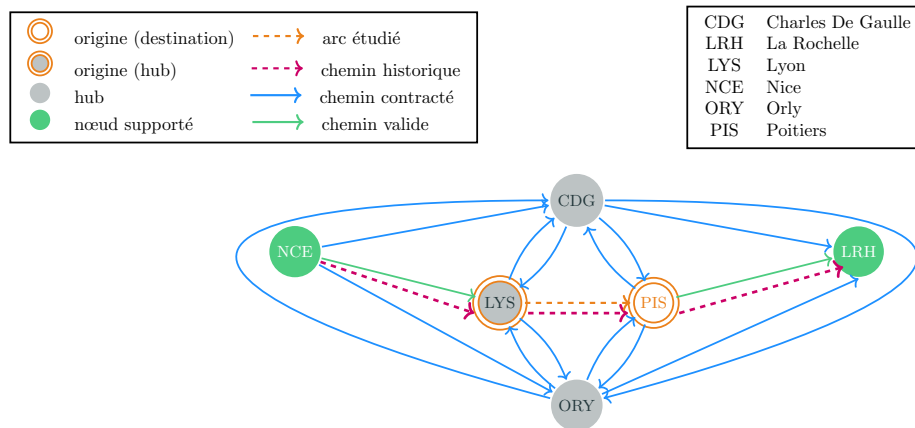 origine (destination) arc étudié
origine (hub) chemin historique
hub chemin contracté
nœud supporté chemin valide
CDG Charles De Gaulle
LRH La Rochelle
LYS Lyon
NCE Nice
ORY Orly
PIS Poitiers
CDG
NCE
LRH
LYS
PIS
ORY